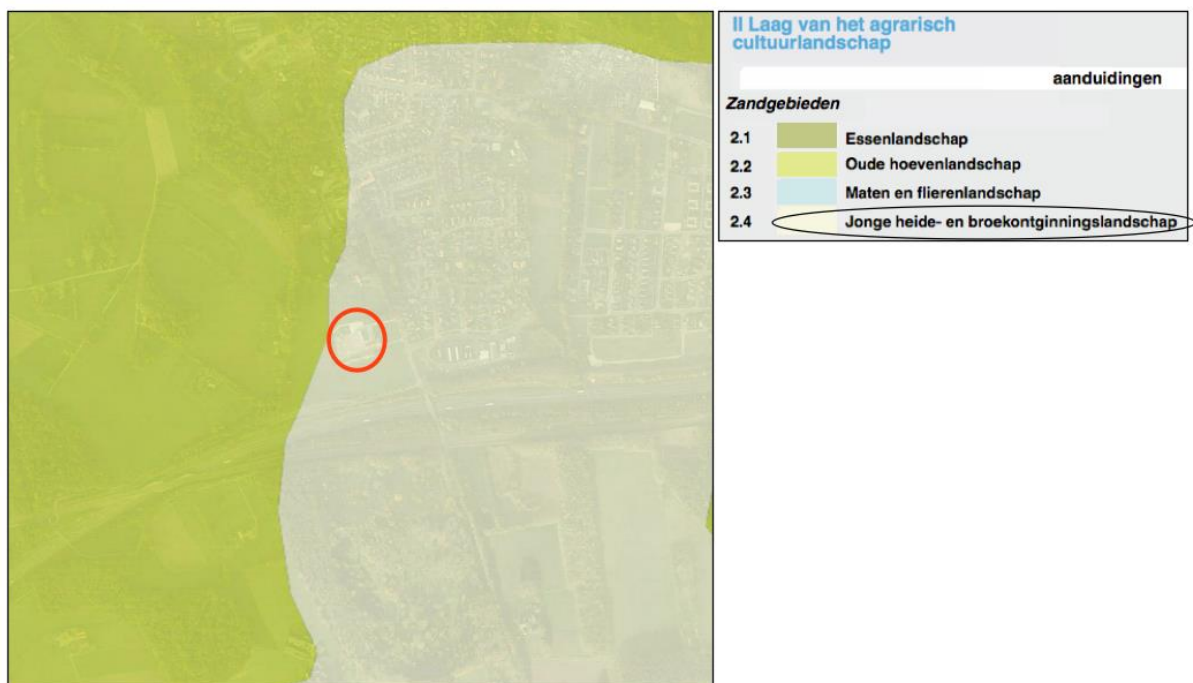 II Laag van het agrarisch
cultuurlandschap
aanduidingen
Zandgebieden
2.1 Essenlandschap
2.2 Oude hoevenlandschap
2.3 Maten en flierenlandschap
2.4 Jonge heide- en broekontginningslandschap